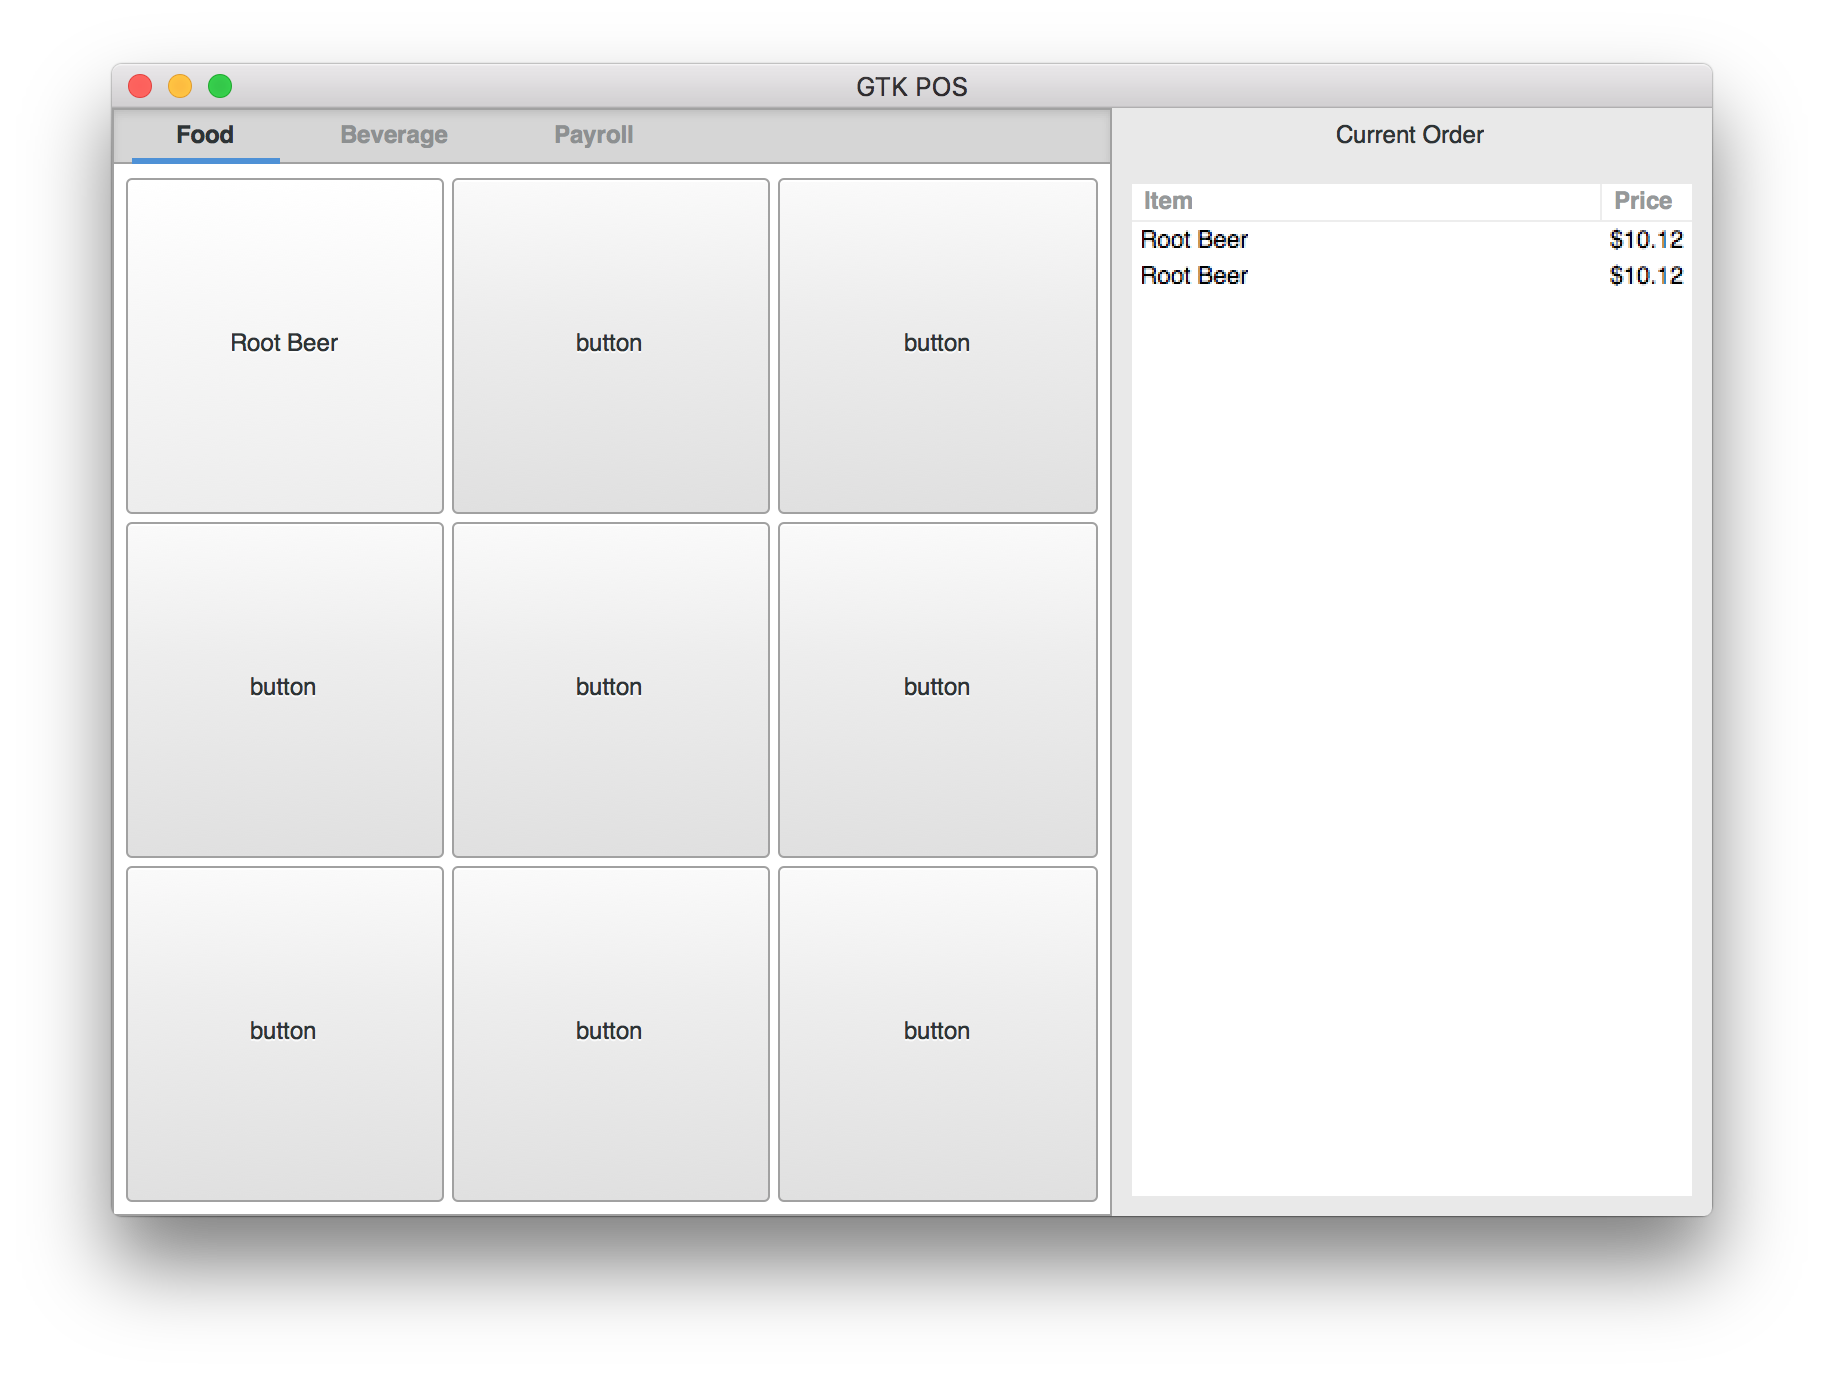 GTK POS
Food Beverage Payroll
Root Beer button button
button button button
button button button
Current Order
Item Price
Root Beer $10.12
Root Beer $10.12